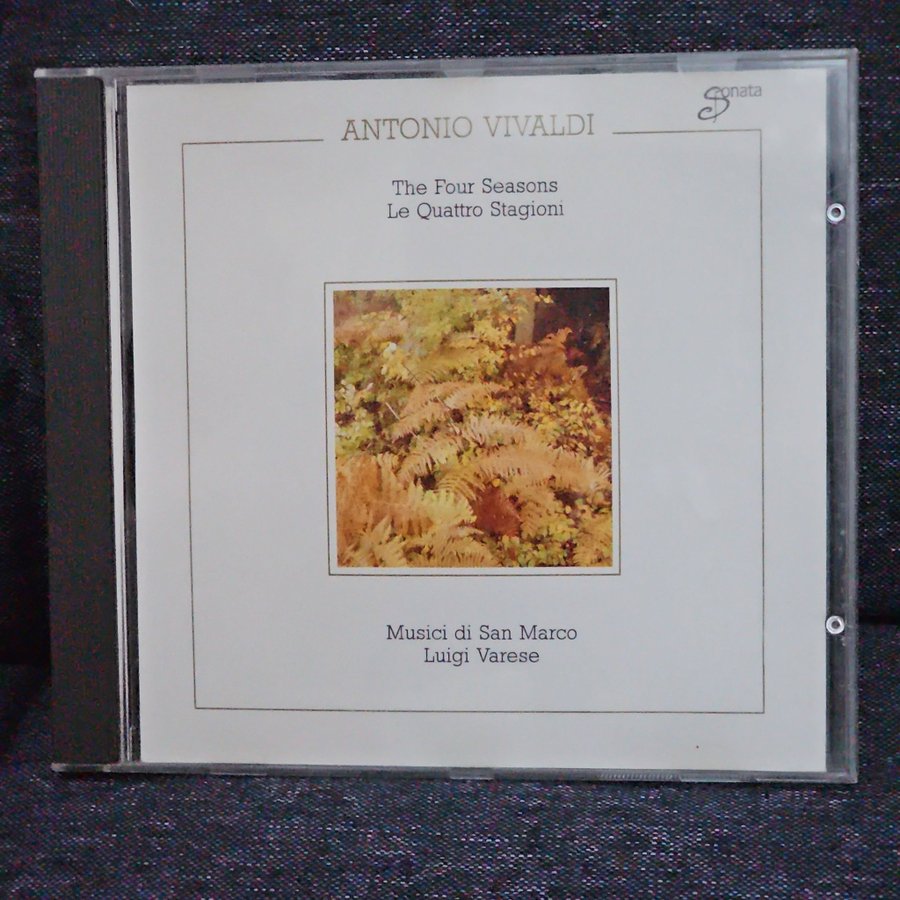 Sonata
ANTONIO VIVALDI
The Four Seasons
Le Quattro Stagioni
Musici di San Marco
Luigi Varese